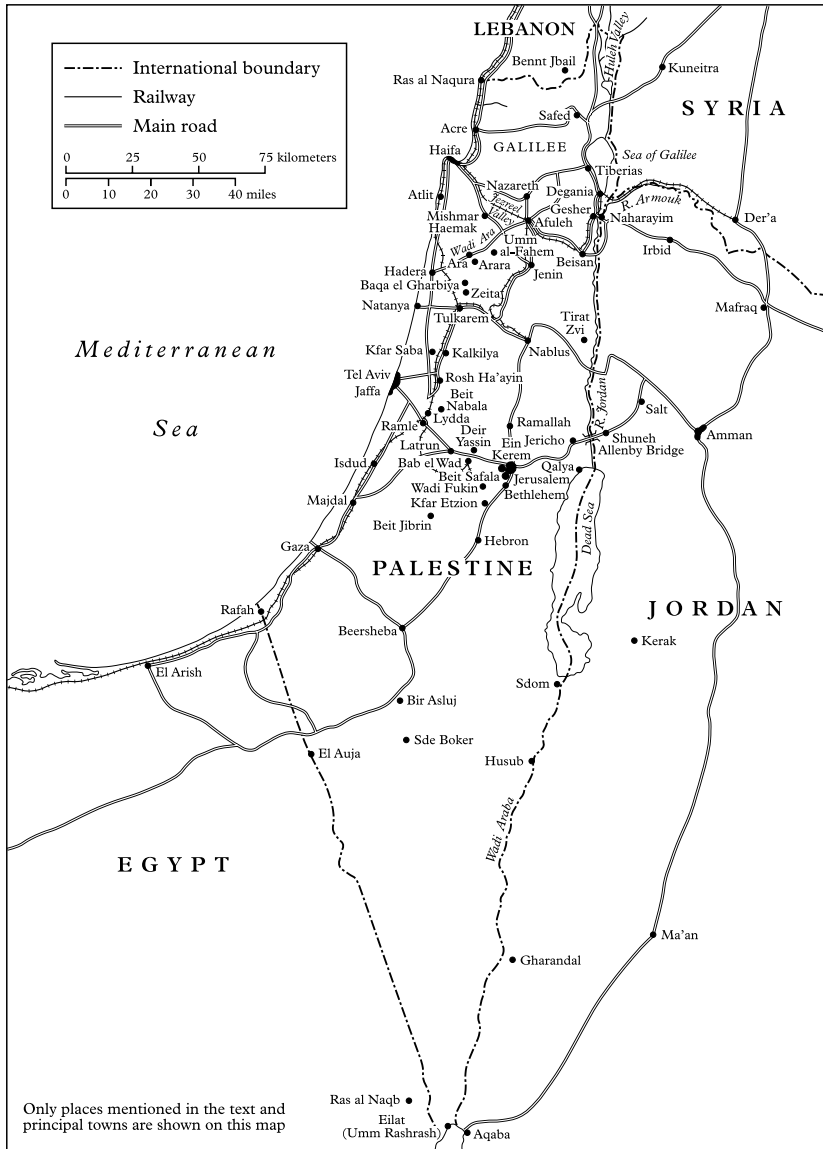 LEBANON
International boundary
Railway
Main road
0 25 50 75 kilometers
0 10 20 30 40 miles
Bennt Jbail
Huleh Valley
Kuneitra
Ras al Naqura
SYRIA
Safed
Acre
GALILEE
Haifa
Sea of Galilee
Tiberias
Nazareth
Degania
Atlit
Jezreel
Valley
R. Armouk
Gesher
Naharayim
Der'a
Mishmar
Haemak
Afuleh
Wadi Ara
Umm
al-Fahem
Irbid
Ara
Arara
Beisan
Jenin
Hadera
Baqa el Gharbiya
Zeita
Natanya
Tulkarem
Mafraq
Tirat
Zvi
Mediterranean
Sea
Kfar Saba
Kalkilya
Nablus
Tel Aviv
Jaffa
Rosh Ha'ayin
R. Jordan
Beit
Nabala
Salt
Lydda
Ramle
Ramallah
Deir
Yassin
Latrun
Ein
Kerem
Jericho
Shuneh
Allenby Bridge
Amman
Isdud
Bab el Wad
Beit Safala
Qalya
Jerusalem
Wadi Fukin
Bethlehem
Majdal
Kfar Etzion
Beit Jibrin
Dead Sea
Gaza
Hebron
PALESTINE
Rafah
JORDAN
Beersheba
Kerak
El Arish
Sdom
Bir Asluj
Sde Boker
El Auja
Husub
Wadi Araba
EGYPT
Ma'an
Gharandal
Ras al Naqb
Only places mentioned in the text and
principal towns are shown on this map
Eilat
(Umm Rashrash)
Aqaba